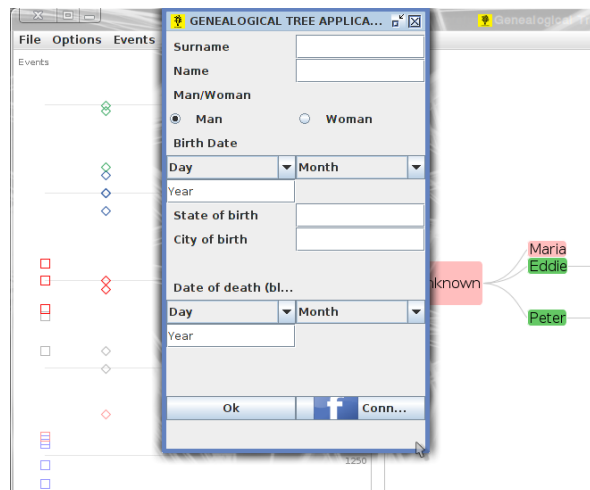 GENEALOGICAL TREE APPLICA...
Genealogical Tr
File Options Events
Events
Surname
Name
Man/Woman
Man Woman
Birth Date
Day Month
Year
State of birth
City of birth
Date of death (bl...
Day Month
Year
Ok Conn...
1250
known
Maria
Eddie
Peter